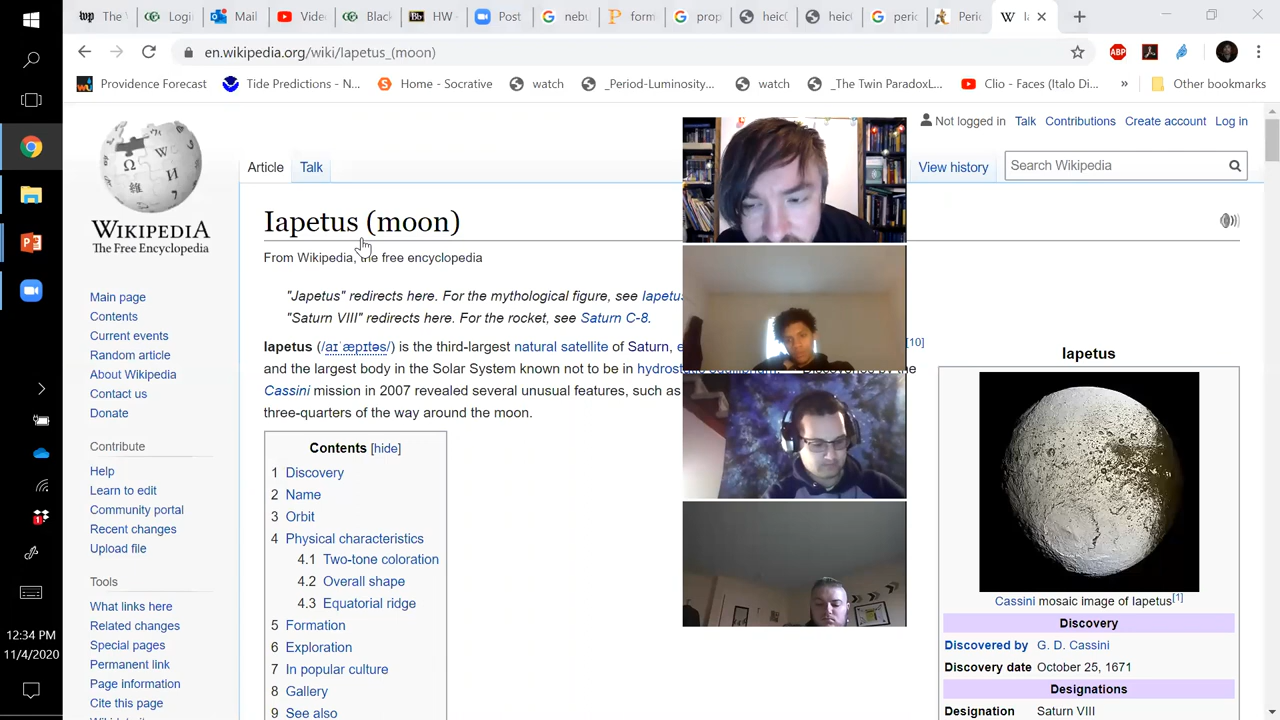 The V
Logi
Mail
Vide
Blac
HW
Post
nebu
form
prop
heic
heic
peri
Peri
en.wikipedia.org/wiki/Iapetus_(moon)
ABP
Providence Forecast
Tide Predictions - N...
Home - Socrative
watch
_Period-Luminosity...
watch
_The Twin ParadoxL...
Clio - Faces (Italo Di...
»
Other bookmarks
Not logged in
Talk
Contributions
Create account
Log in
Article
Talk
View history
Search Wikipedia
WIKIPEDIA
The Free Encyclopedia
Iapetus (moon)
From Wikipedia, the free encyclopedia
"Japetus" redirects here. For the mythological figure, see Iapetu
"Saturn VIII" redirects here. For the rocket, see Saturn C-8.
Iapetus (/aɪˈæpɪtəs/) is the third-largest natural satellite of Saturn, [10]
and the largest body in the Solar System known not to be in by the
Cassini mission in 2007 revealed several unusual features, such as
three-quarters of the way around the moon.
Contents [hide]
1 Discovery
2 Name
3 Orbit
4 Physical characteristics
4.1 Two-tone coloration
4.2 Overall shape
4.3 Equatorial ridge
5 Formation
6 Exploration
7 In popular culture
8 Gallery
9 See also
Main page
Contents
Current events
Random article
About Wikipedia
Contact us
Donate
Contribute
Help
Learn to edit
Community portal
Recent changes
Upload file
Tools
What links here
Related changes
Special pages
Permanent link
Page information
Cite this page
Iapetus
Cassini mosaic image of Iapetus[1]
Discovery
Discovered by G. D. Cassini
Discovery date October 25, 1671
Designations
Designation Saturn VIII
12:34 PM
11/4/2020